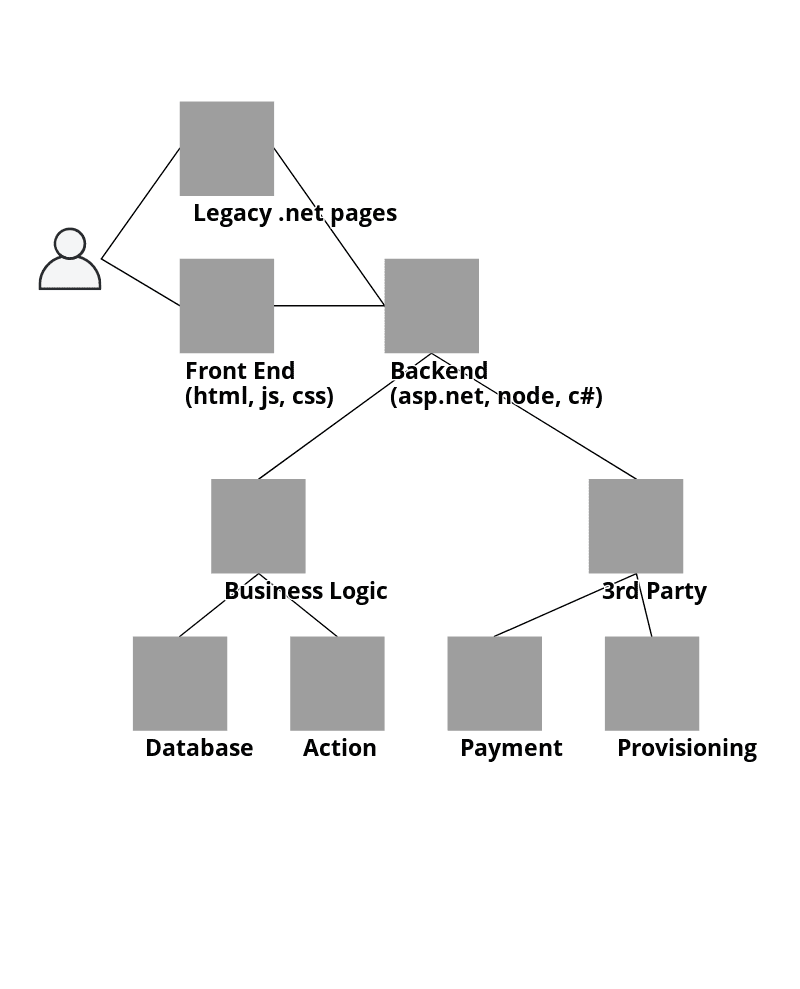 Legacy .net pages
Front End
(html, js, css)
Backend
(asp.net, node, c#)
Business Logic
3rd Party
Database
Action
Payment
Provisioning